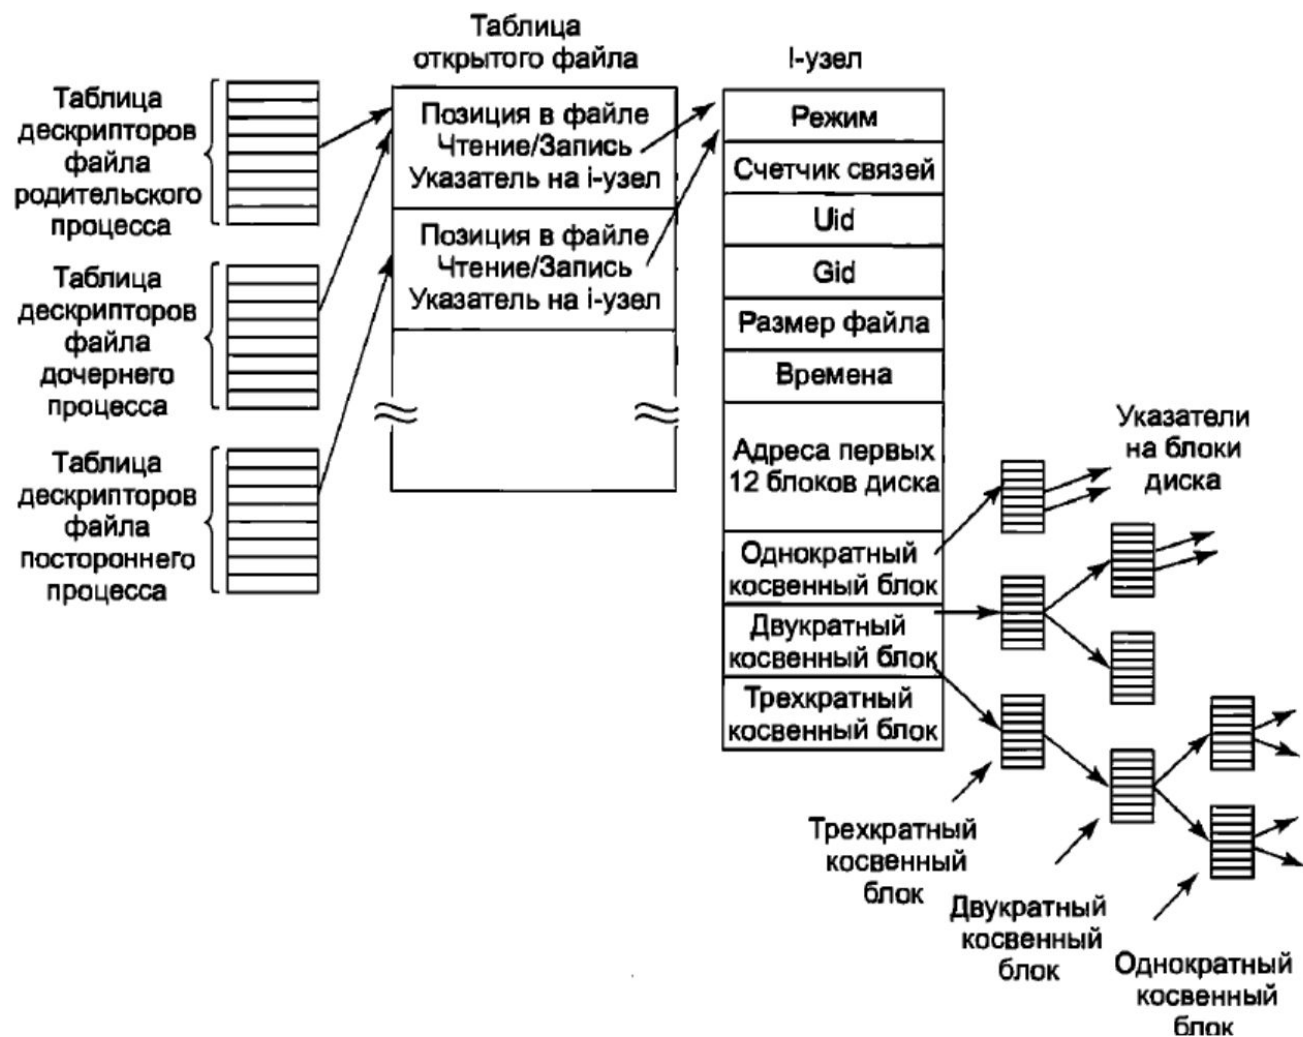 Таблица
открытого файла
I-узел
Таблица
дескрипторов
файла
родительского
процесса
Таблица
дескрипторов
файла
дочернего
процесса
Таблица
дескрипторов
файла
постороннего
процесса
Позиция в файле
Чтение/Запись
Указатель на i-узел
Позиция в файле
Чтение/Запись
Указатель на i-узел
Режим
Счетчик связей
Uid
Gid
Размер файла
Времена
Адреса первых
12 блоков диска
Однократный
косвенный блок
Двукратный
косвенный блок
Трехкратный
косвенный блок
Указатели
на блоки
диска
Трехкратный
косвенный
блок
Двукратный
косвенный
блок
Однократный
косвенный
блок